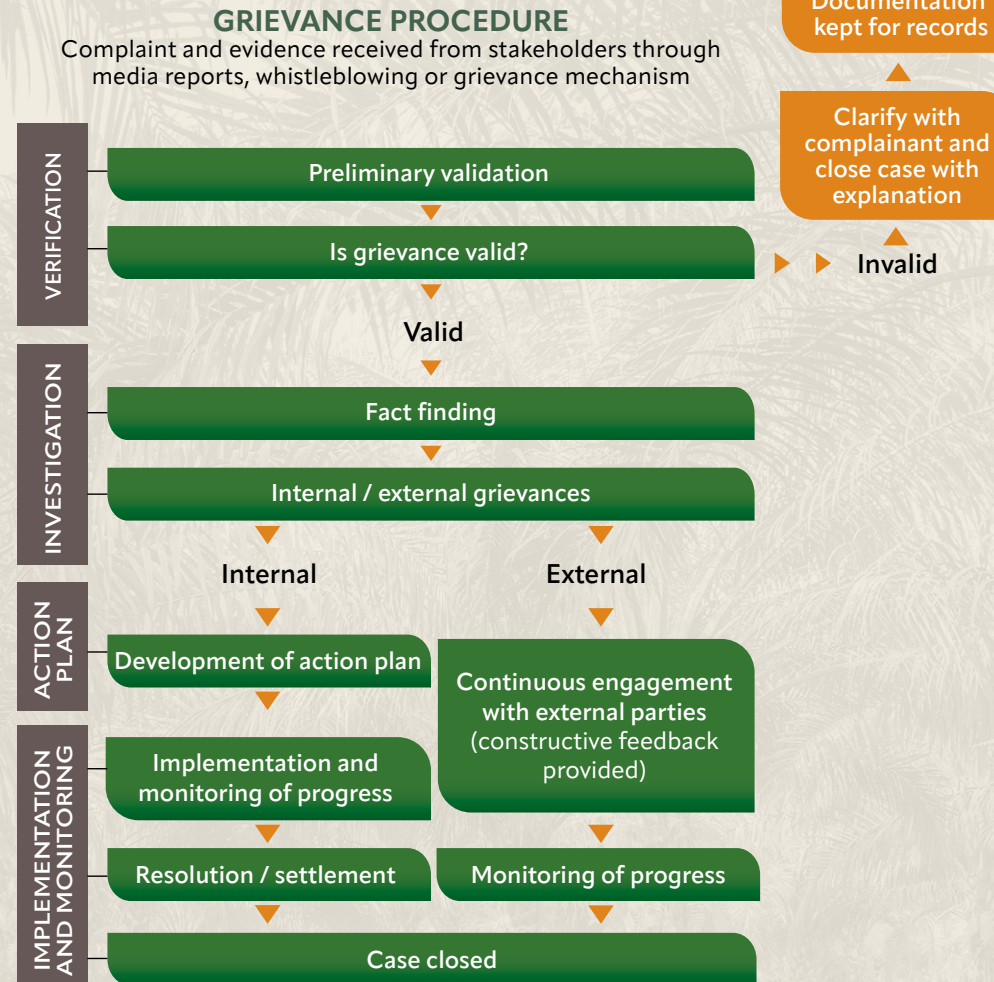 GRIEVANCE PROCEDURE
Complaint and evidence received from stakeholders through
media reports, whistleblowing or grievance mechanism
Documentation
kept for records
Clarify with
complainant and
close case with
explanation
Invalid
VERIFICATION
Preliminary validation
Is grievance valid?
Valid
INVESTIGATION
Fact finding
Internal / external grievances
Internal
External
ACTION
PLAN
Development of action plan
Continuous engagement
with external parties
(constructive feedback
provided)
IMPLEMENTATION
AND MONITORING
Implementation and
monitoring of progress
Resolution / settlement
Monitoring of progress
Case closed